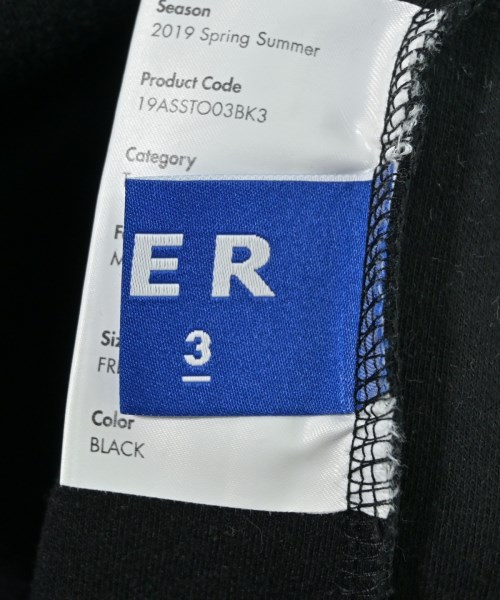 Season
2019 Spring Summer
Product Code
19ASSTO03BK3
Category
ER
3
Color
BLACK